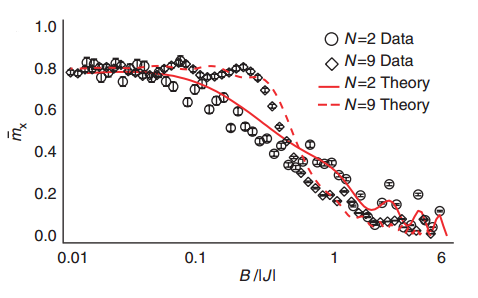 1.0
0.8
0.6
0.4
0.2
0.0
m̄x
0.01
0.1
1
6
B/|J|
N=2 Data
N=9 Data
N=2 Theory
N=9 Theory